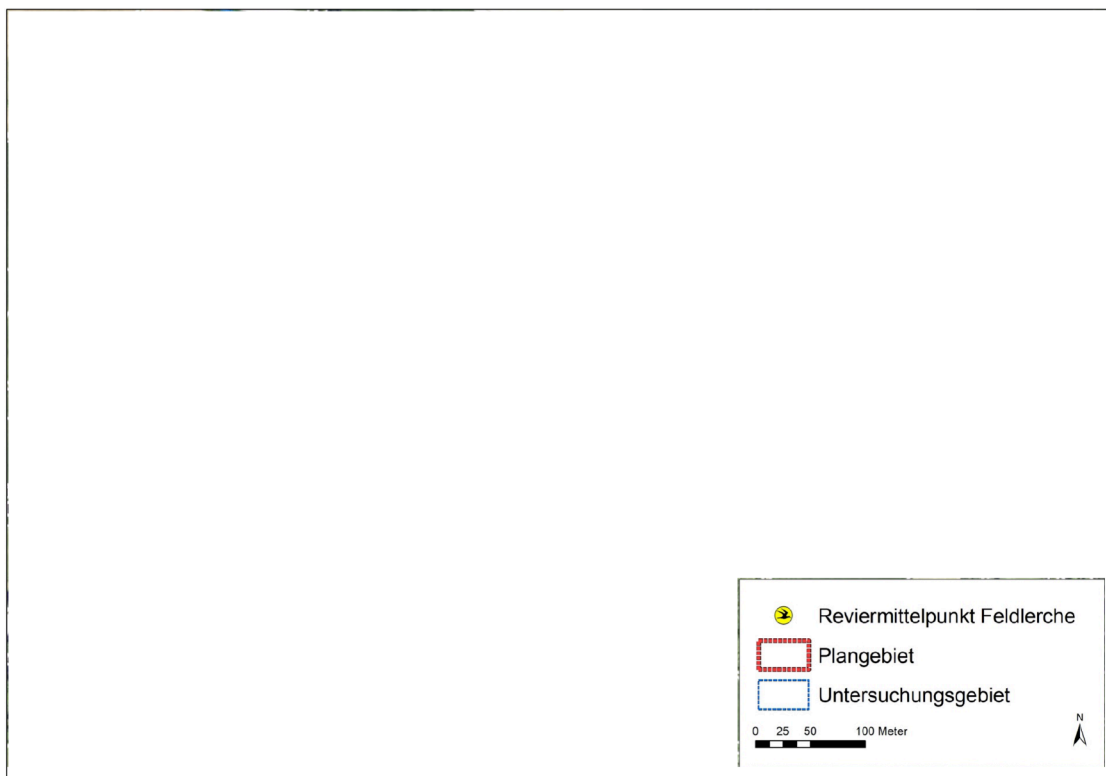 Reviermittelpunkt Feldlerche
Plangebiet
Untersuchungsgebiet
0 25 50 100 Meter
N